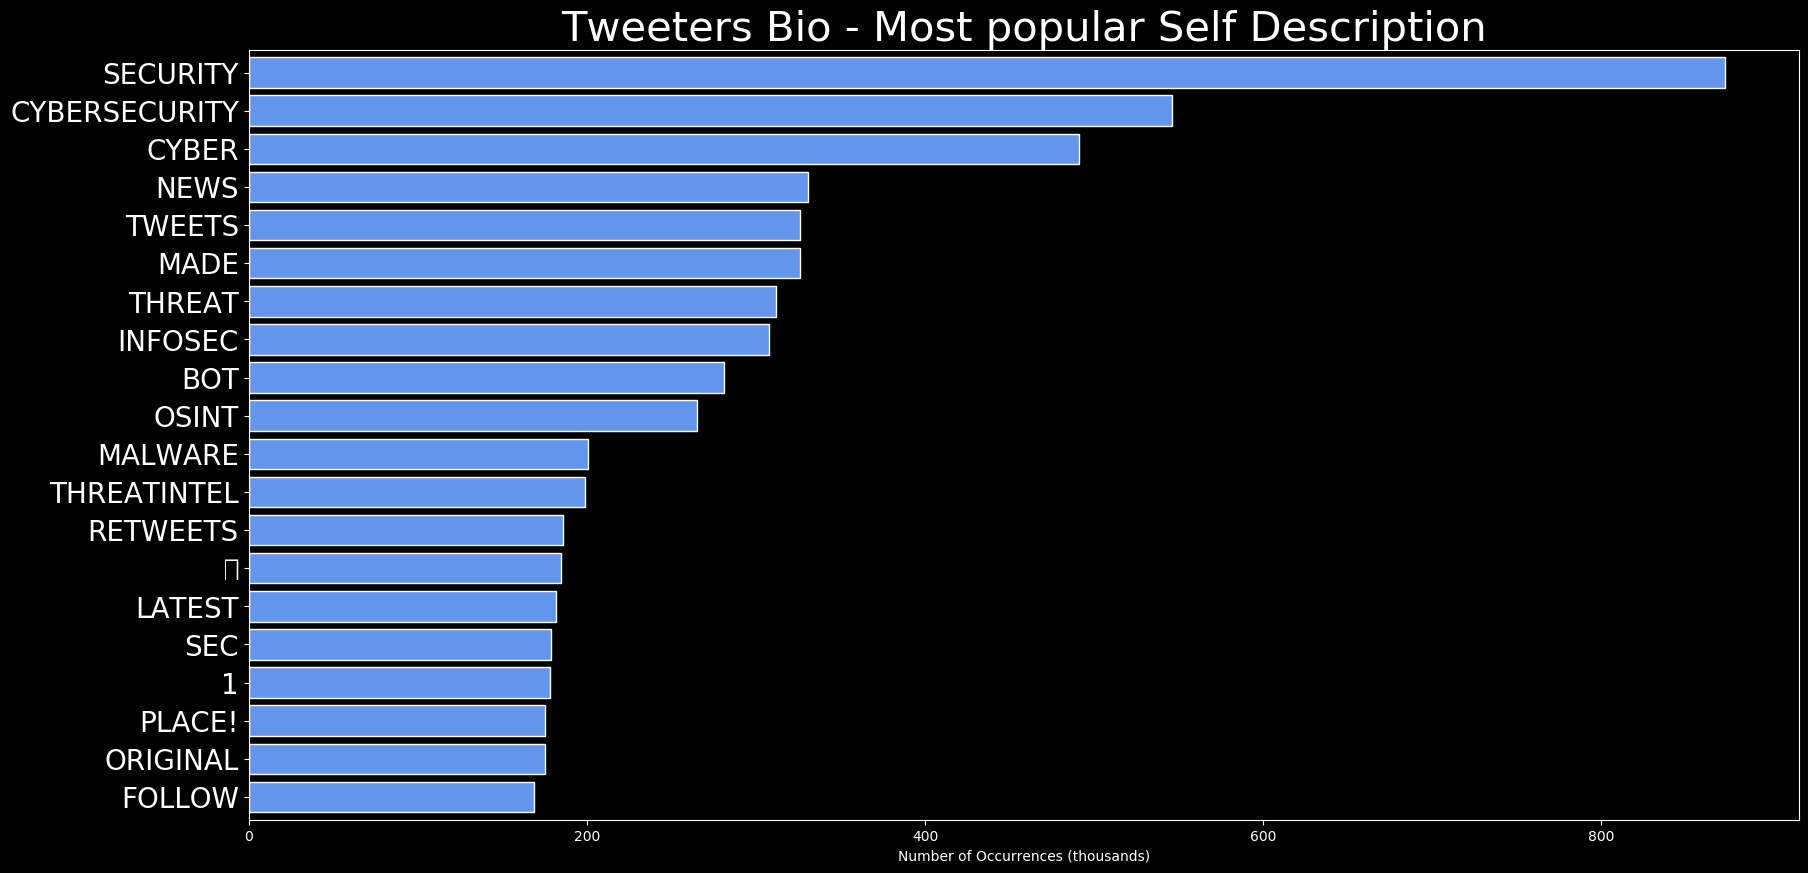 Tweeters Bio - Most popular Self Description
SECURITY
CYBERSECURITY
CYBER
NEWS
TWEETS
MADE
THREAT
INFOSEC
BOT
OSINT
MALWARE
THREATINTEL
RETWEETS
LATEST
SEC
1
PLACE!
ORIGINAL
FOLLOW
0 200 400 600 800
Number of Occurrences (thousands)